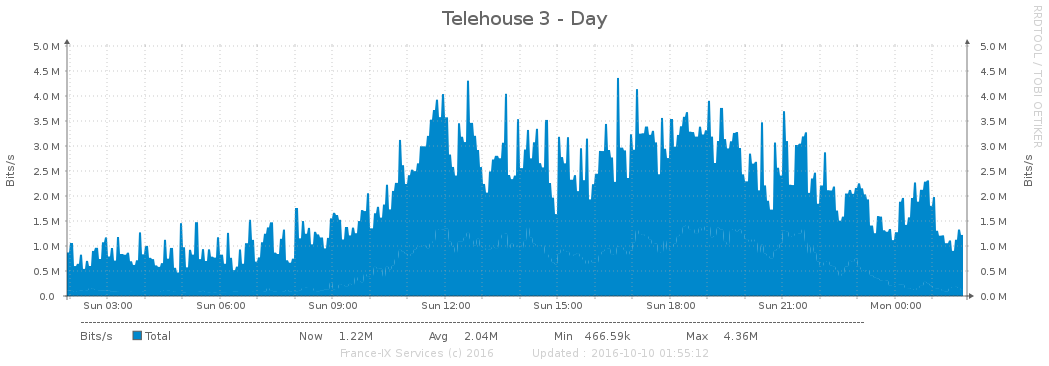 Telehouse 3 - Day
RRDTOOL / TOBI OETIKER
Bits/s
5.0 M
4.5 M
4.0 M
3.5 M
3.0 M
2.5 M
2.0 M
1.5 M
1.0 M
0.5 M
0.0
5.0 M
4.5 M
4.0 M
3.5 M
3.0 M
2.5 M
2.0 M
1.5 M
1.0 M
0.5 M
0.0 M
Bits/s
Sun 03:00 Sun 06:00 Sun 09:00 Sun 12:00 Sun 15:00 Sun 18:00 Sun 21:00 Mon 00:00
Bits/s Total Now 1.22M Avg 2.04M Min 466.59k Max 4.36M
France-IX Services (c) 2016 Updated : 2016-10-10 01:55:12